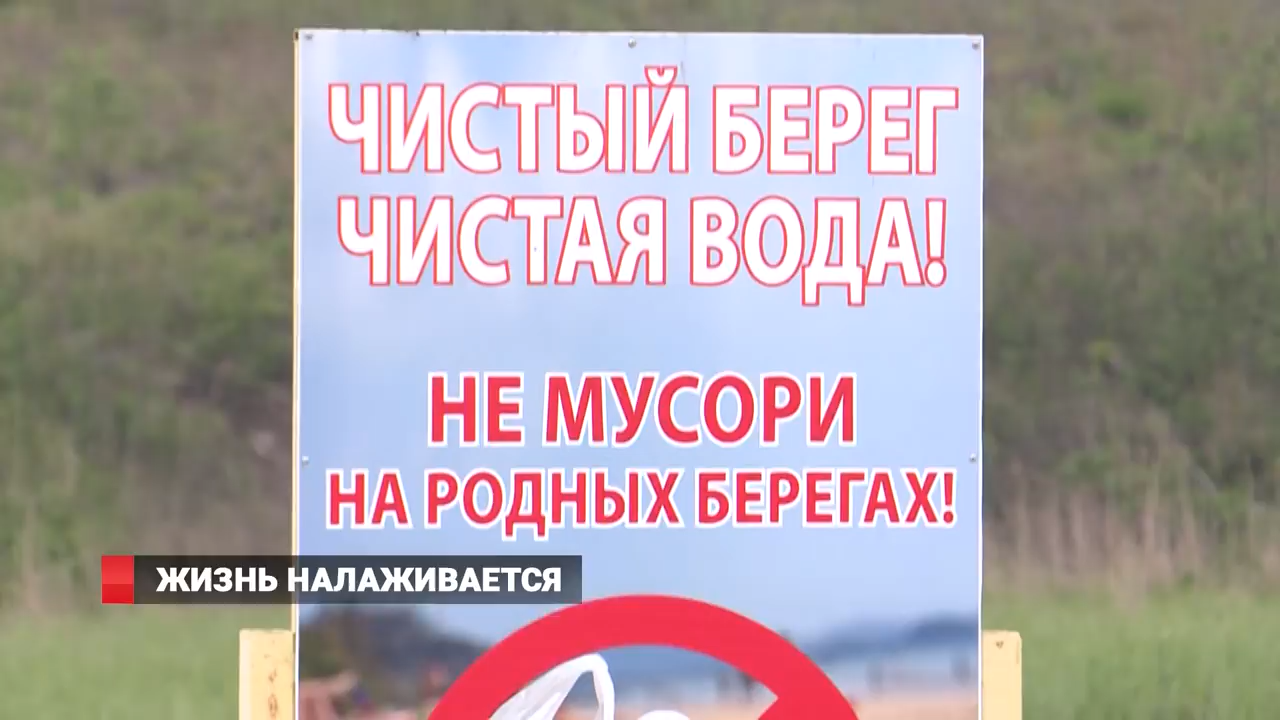 ЧИСТЫЙ БЕРЕГ
ЧИСТАЯ ВОДА!
НЕ МУСОРИ
НА РОДНЫХ БЕРЕГАХ!
ЖИЗНЬ НАЛАЖИВАЕТСЯ